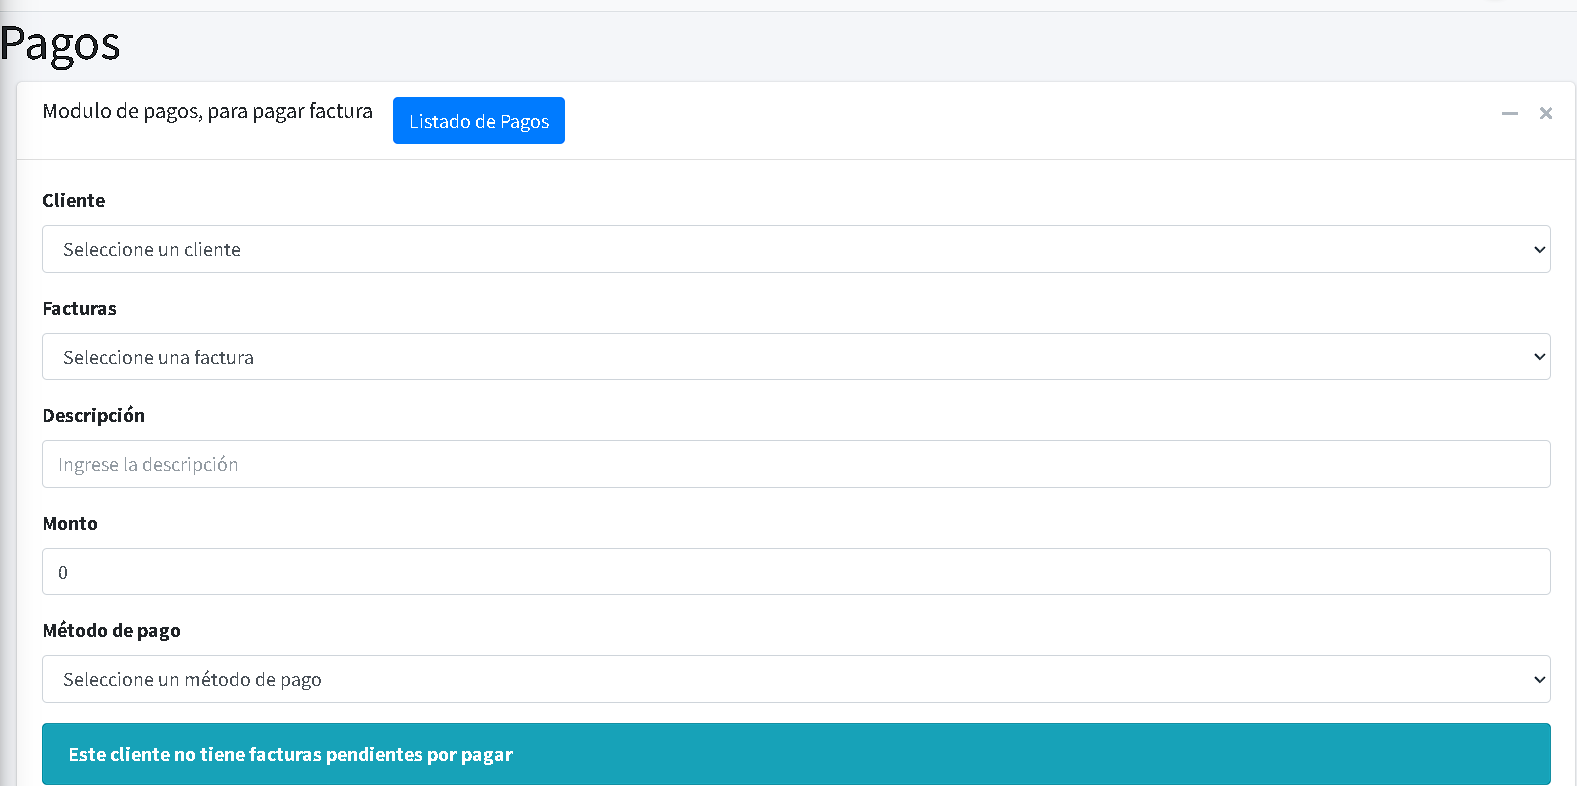 Pagos
Modulo de pagos, para pagar factura
Listado de Pagos
Cliente
Seleccione un cliente
Facturas
Seleccione una factura
Descripción
Ingrese la descripción
Monto
0
Método de pago
Seleccione un método de pago
Este cliente no tiene facturas pendientes por pagar